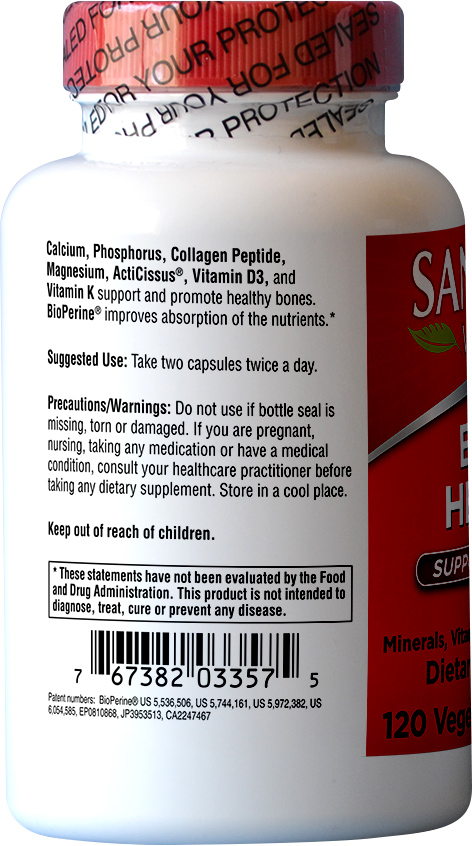 SEALED FOR YOUR PROTECTION
Calcium, Phosphorus, Collagen Peptide,
Magnesium, ActiCissus®, Vitamin D3, and
Vitamin K support and promote healthy bones.
BioPerine® improves absorption of the nutrients.*
Suggested Use: Take two capsules twice a day.
Precautions/Warnings: Do not use if bottle seal is
missing, torn or damaged. If you are pregnant,
nursing, taking any medication or have a medical
condition, consult your healthcare practitioner before
taking any dietary supplement. Store in a cool place.
Keep out of reach of children.
*These statements have not been evaluated by the Food
and Drug Administration. This product is not intended to
diagnose, treat, cure or prevent any disease.
7 67382 03357 5
Patent numbers: BioPerine® US 5,536,506, US 5,744,161, US 5,972,382, US
6,054,585, EP0810868, JP3953513, CA2247467
SAN
HE
SUPP
Minerals, Vita
Dieta
120 Vege